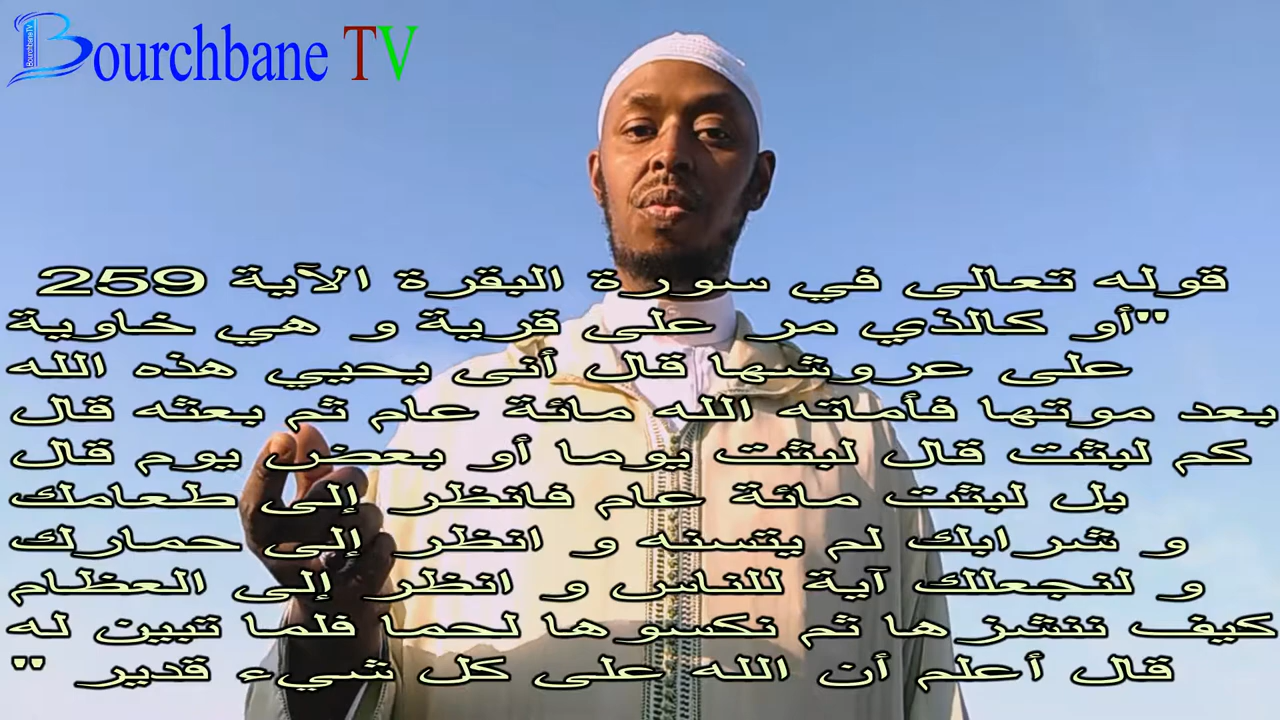 Bourchbane TV
قوله تعالى في سورة البقرة الآية 259
"أو كالذي مر على قرية و هي خاوية
على عروشها قال أنى يحيي هذه الله
بعد موتها فأماته الله مائة عام ثم بعثه قال
كم لبثت قال لبثت يوما أو بعض يوم قال
بل لبثت مائة عام فانظر إلى طعامك
و شرابك لم يتسنه و انظر إلى حمارك
و لنجعلك آية للناس و انظر إلى العظام
كيف ننشزها ثم نكسوها لحما فلما تبين له
قال أعلم أن الله على كل شيء قدير "